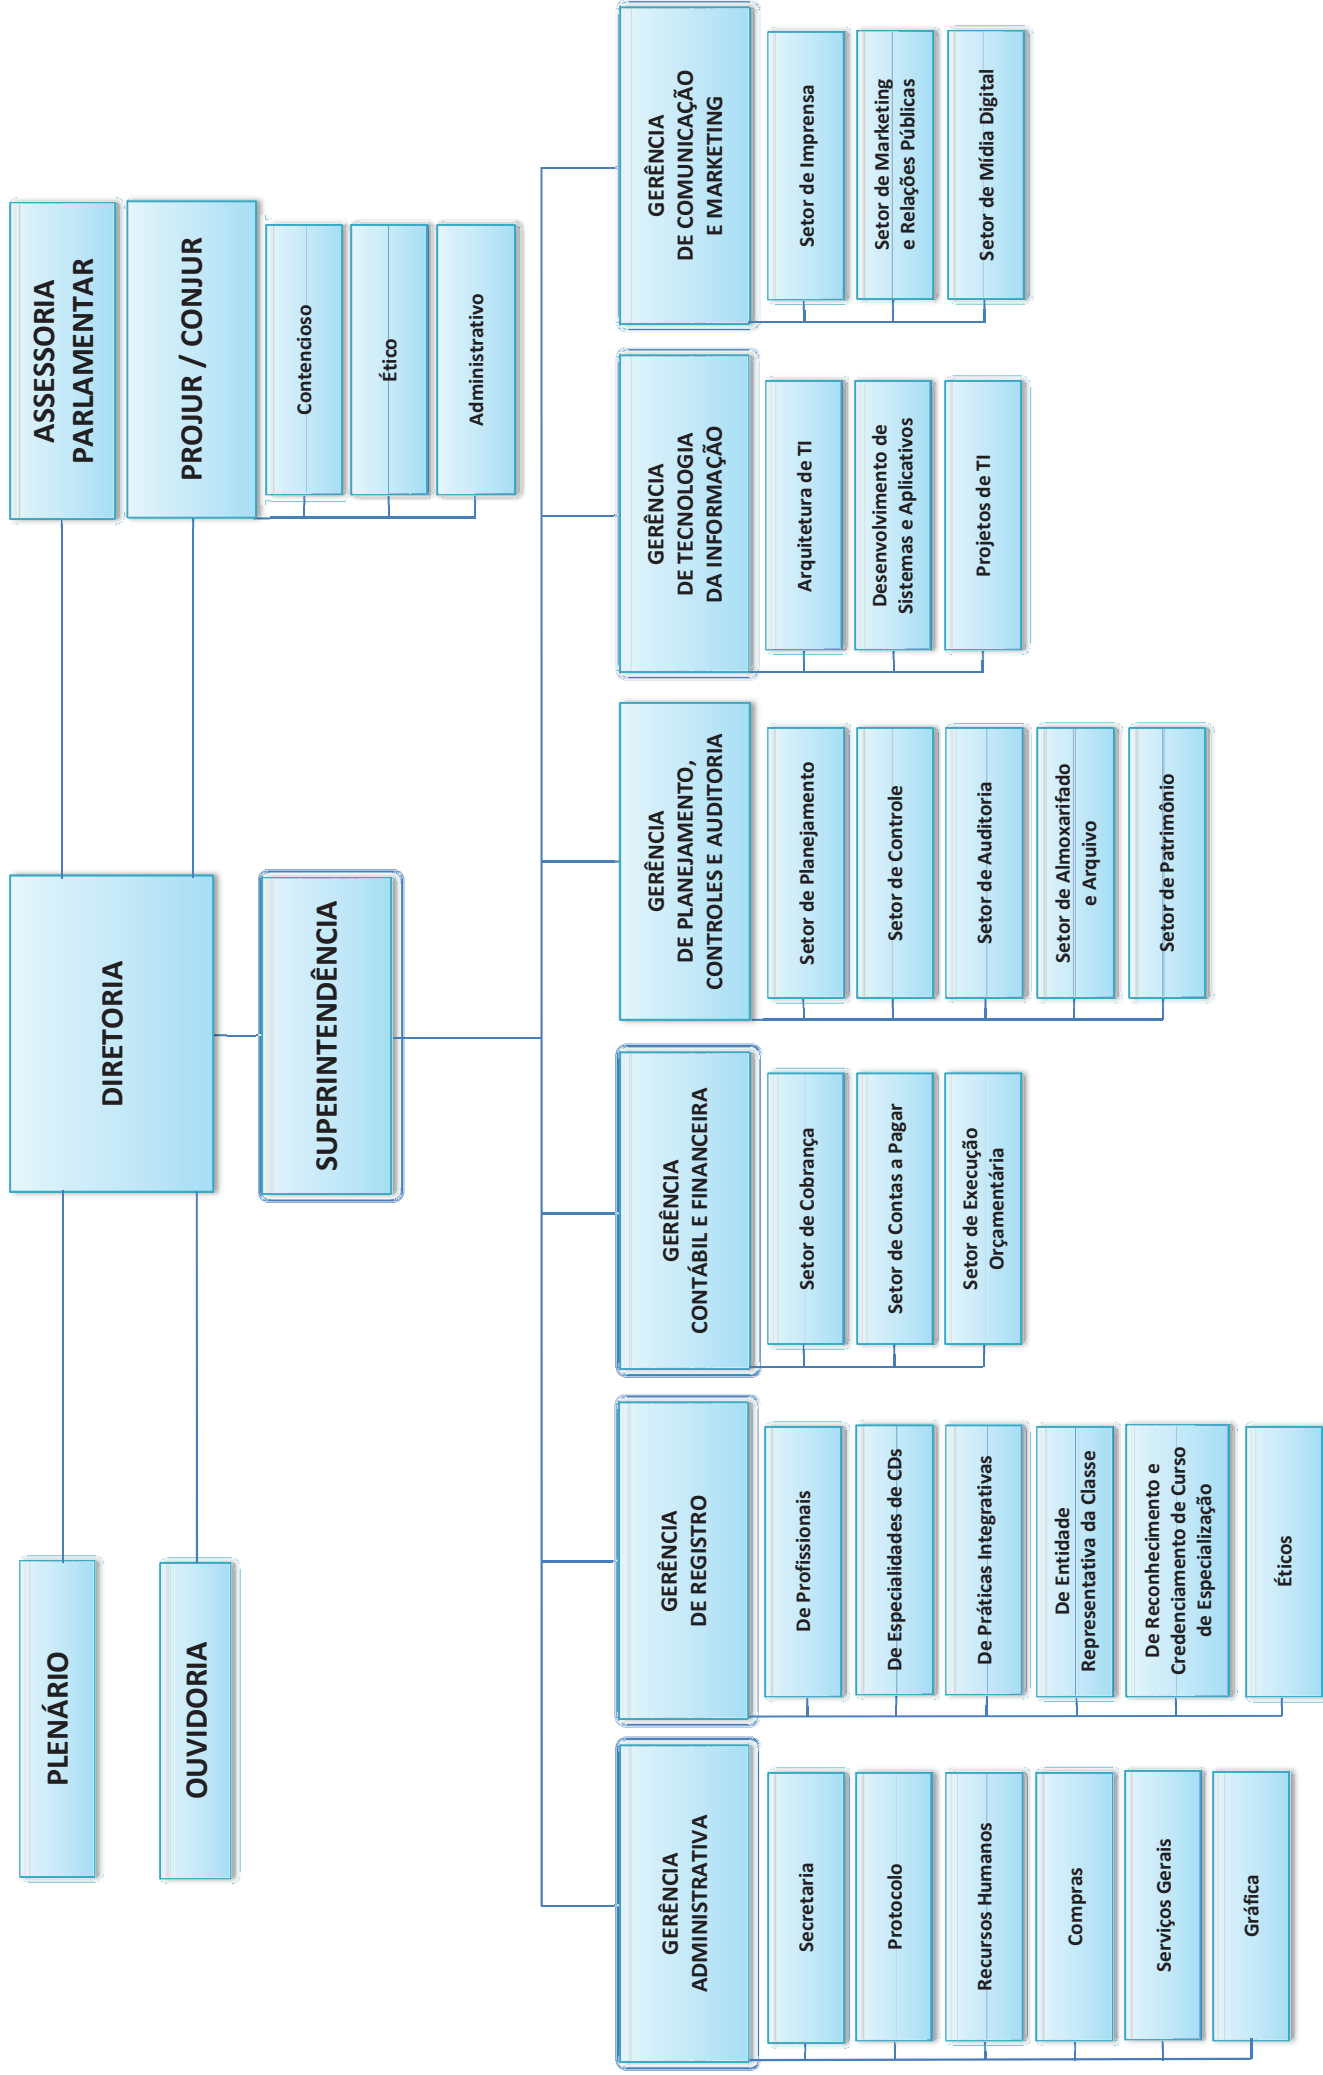 PLENÁRIO
OUVIDORIA
DIRETORIA
SUPERINTENDÊNCIA
ASSESSORIA
PARLAMENTAR
PROJUR / CONJUR
Contencioso
Ético
Administrativo
GERÊNCIA
ADMINISTRATIVA
Secretaria
Protocolo
Recursos Humanos
Compras
Serviços Gerais
Gráfica
GERÊNCIA
DE REGISTRO
De Profissionais
De Especialidades de CDs
De Práticas Integrativas
De Entidade
Representativa da Classe
De Reconhecimento e
Credenciamento de Curso
de Especialização
Éticos
GERÊNCIA
CONTÁBIL E FINANCEIRA
Setor de Cobrança
Setor de Contas a Pagar
Setor de Execução
Orçamentária
GERÊNCIA
DE PLANEJAMENTO,
CONTROLES E AUDITORIA
Setor de Planejamento
Setor de Controle
Setor de Auditoria
Setor de Almoxarifado
e Arquivo
Setor de Patrimônio
GERÊNCIA
DE TECNOLOGIA
DA INFORMAÇÃO
Arquitetura de TI
Desenvolvimento de
Sistemas e Aplicativos
Projetos de TI
GERÊNCIA
DE COMUNICAÇÃO
E MARKETING
Setor de Imprensa
Setor de Marketing
e Relações Públicas
Setor de Mídia Digital